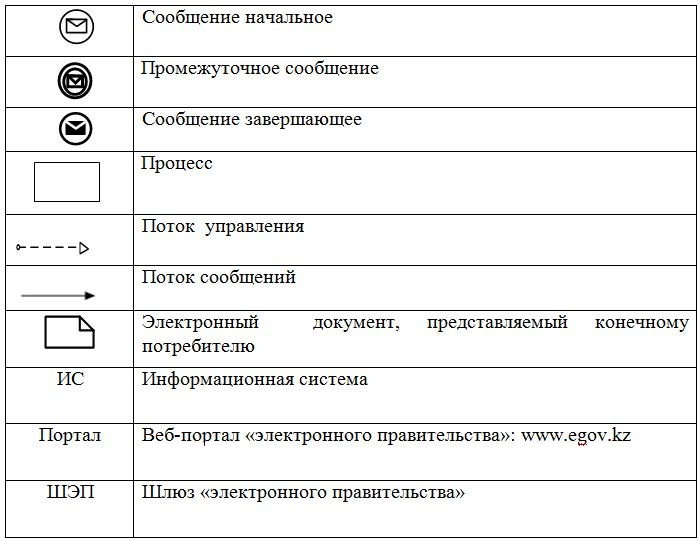 Сообщение начальное
Промежуточное сообщение
Сообщение завершающее
Процесс
Поток управления
Поток сообщений
Электронный документ, представляемый конечному
потребителю
ИС Информационная система
Портал Веб-портал «электронного правительства»: www.egov.kz
ШЭП Шлюз «электронного правительства»